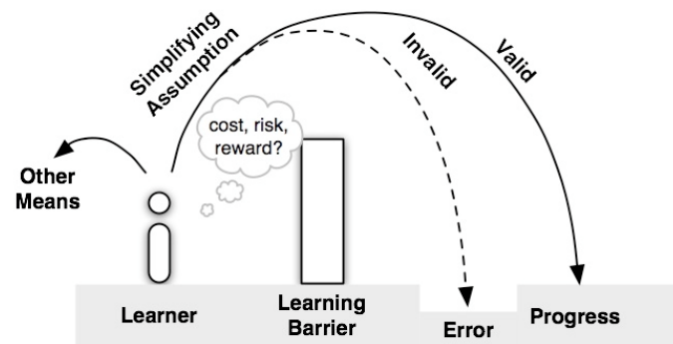 Simplifying
Assumption
Invalid
Valid
cost, risk,
reward?
Other
Means
Learner
Learning
Barrier
Error
Progress